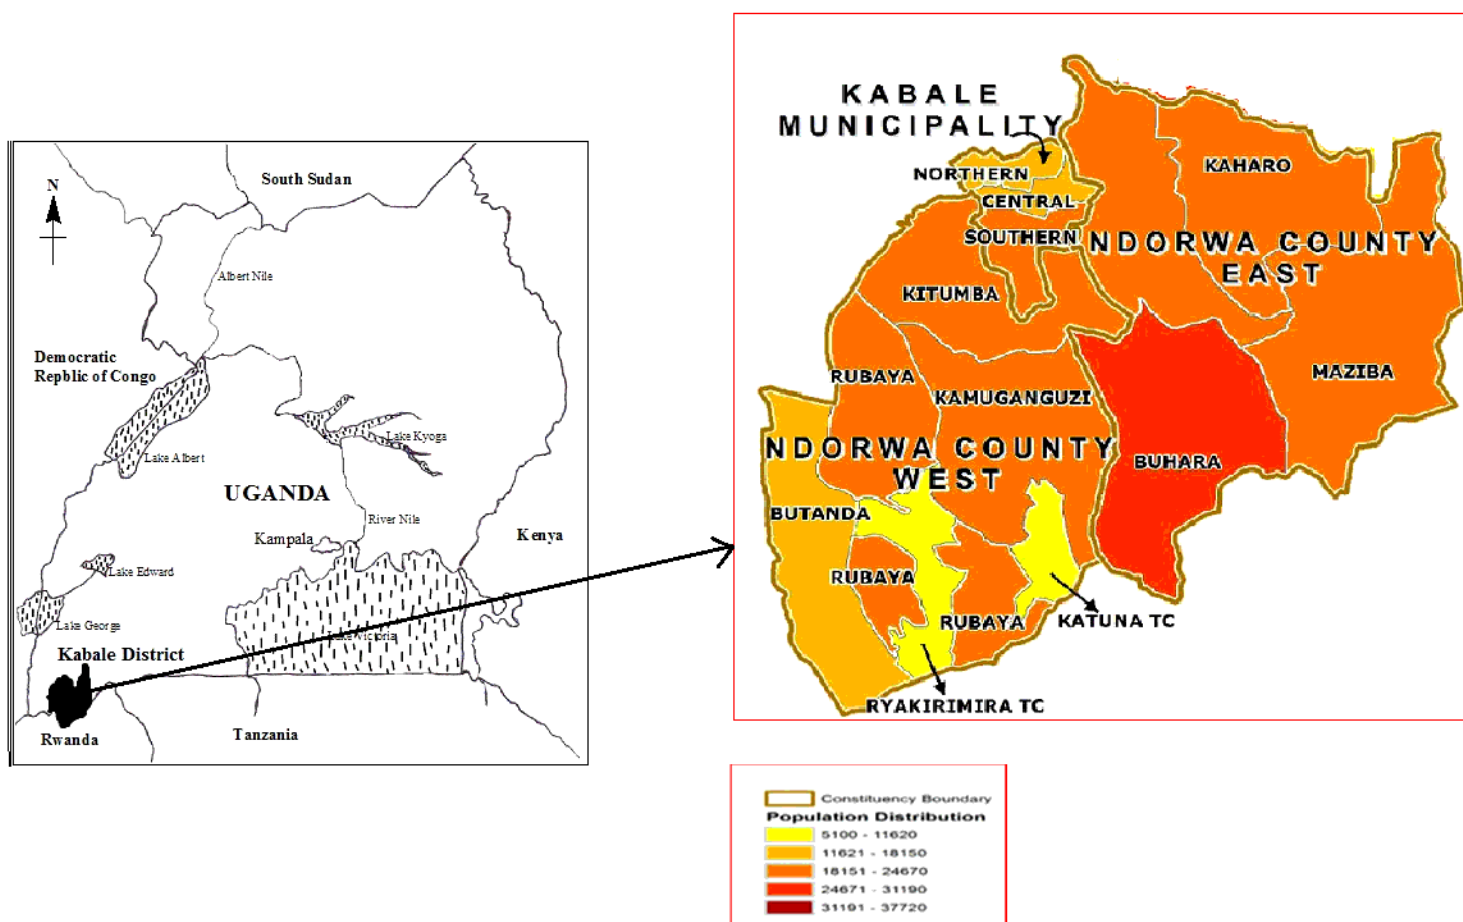 N
South Sudan
Albert Nile
Democratic
Repblic of Congo
Lake Kyoga
Lake Albert
UGANDA
River Nile
Kampala
Kenya
Lake Edward
Lake George
Lake Victoria
Kabale District
Rwanda
Tanzania
KABALE
MUNICIPALITY
NORTHERN
KAHARO
CENTRAL
SOUTHERN
NDORWA COUNTY
EAST
KITUMBA
RUBAYA
MAZIBA
KAMUGANGUZI
NDORWA COUNTY
WEST
BUHARA
BUTANDA
RUBAYA
RUBAYA
KATUNA TC
RYAKIRIMIRA TC
Constituency Boundary
Population Distribution
5100 - 11620
11621 - 18150
18151 - 24670
24671 - 31190
31191 - 37720